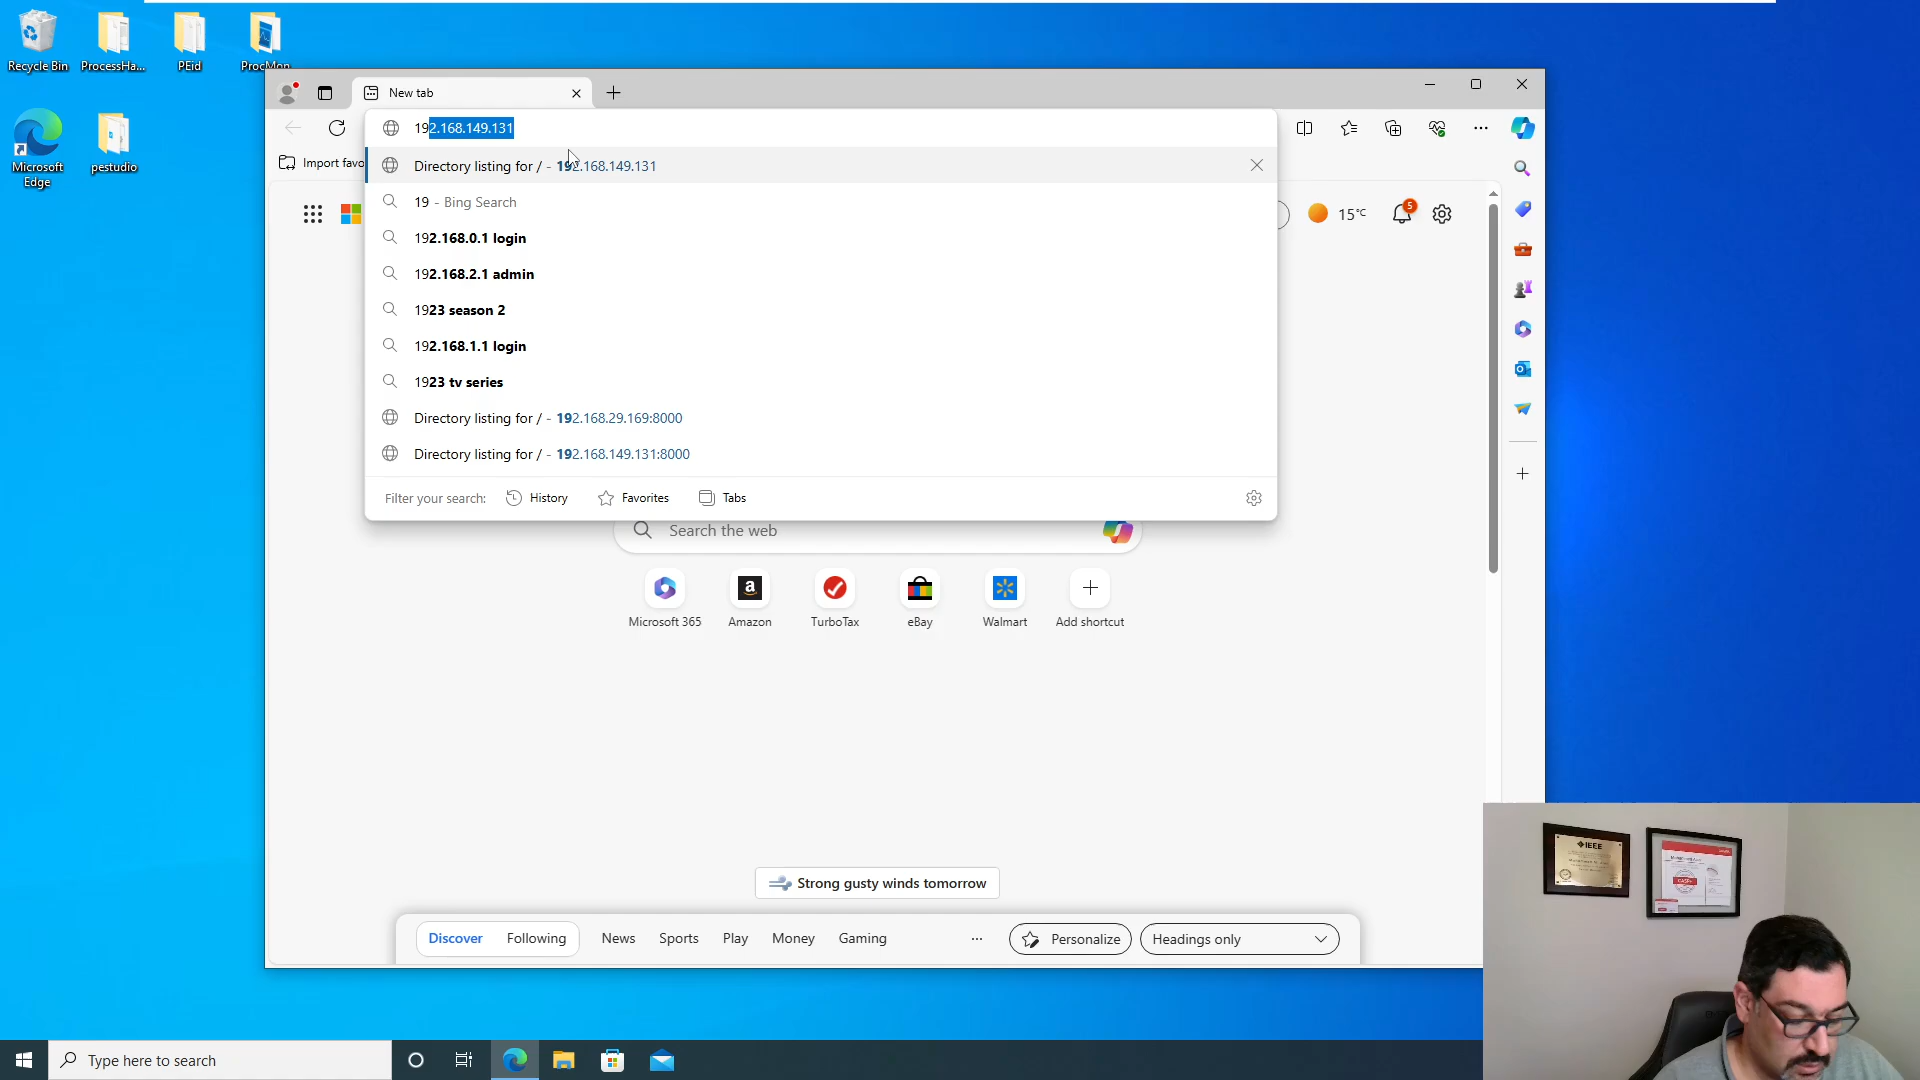 Recycle Bin
ProcessHa...
PEid
ProcMon
Microsoft
Edge
pestudio
New tab
192.168.149.131
Import favo
Directory listing for / - 192.168.149.131
19 - Bing Search
192.168.0.1 login
192.168.2.1 admin
1923 season 2
192.168.1.1 login
1923 tv series
Directory listing for / - 192.168.29.169:8000
Directory listing for / - 192.168.149.131:8000
Filter your search: History Favorites Tabs
15°C
5
Search the web
Microsoft 365
Amazon
TurboTax
eBay
Walmart
Add shortcut
Strong gusty winds tomorrow
Discover Following News Sports Play Money Gaming ... Personalize Headings only
Type here to search
IEEE